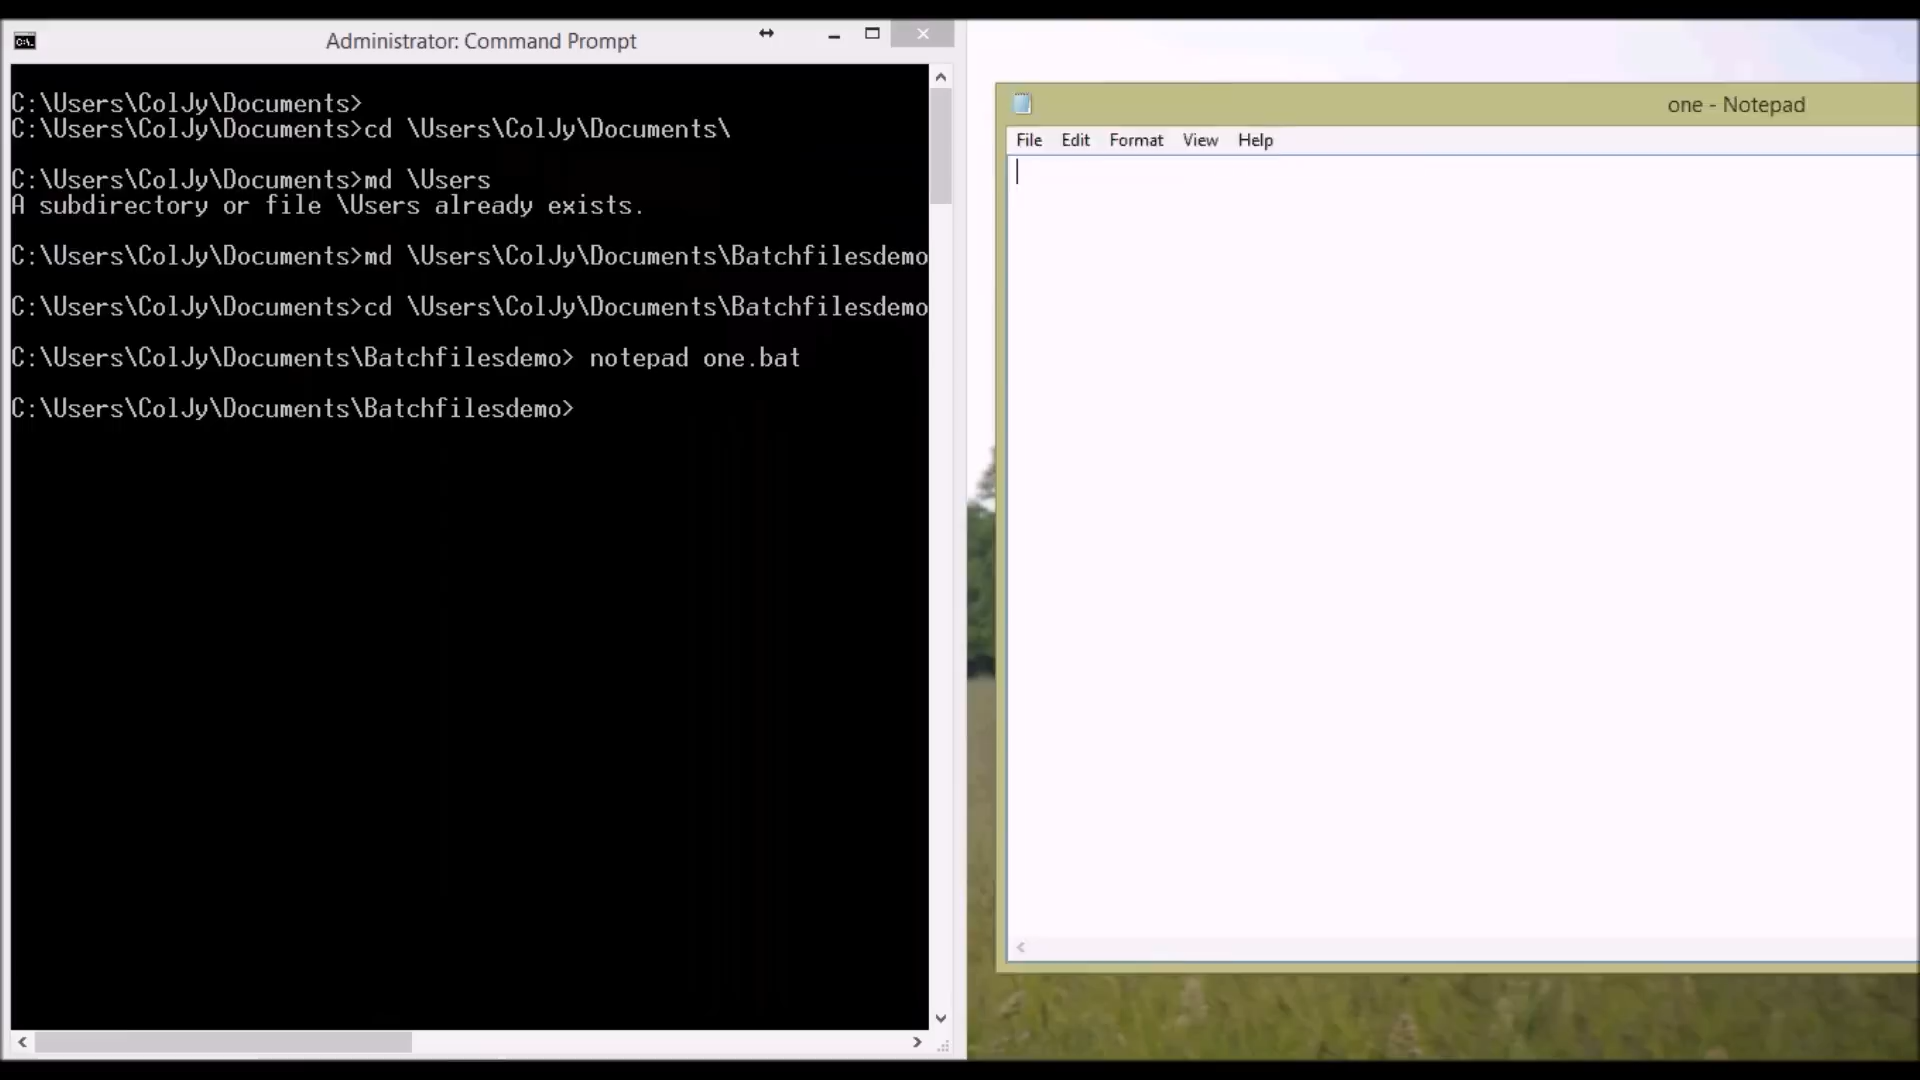 Administrator: Command Prompt
C:\Users\ColJy\Documents>
C:\Users\ColJy\Documents>cd \Users\ColJy\Documents\
C:\Users\ColJy\Documents>md \Users
A subdirectory or file \Users already exists.
C:\Users\ColJy\Documents>md \Users\ColJy\Documents\Batchfilesdemo
C:\Users\ColJy\Documents>cd \Users\ColJy\Documents\Batchfilesdemo
C:\Users\ColJy\Documents\Batchfilesdemo> notepad one.bat
C:\Users\ColJy\Documents\Batchfilesdemo>
one - Notepad
File Edit Format View Help